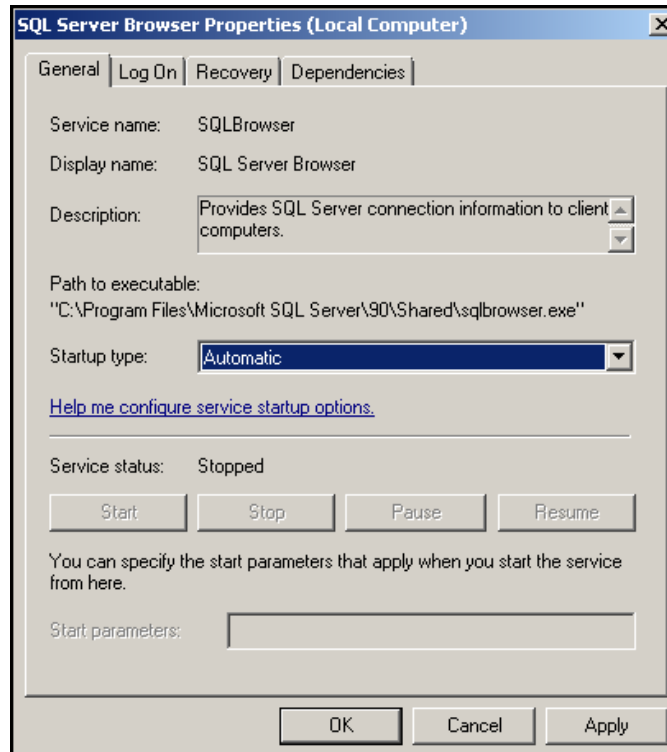 SQL Server Browser Properties (Local Computer)
General Log On Recovery Dependencies
Service name: SQLBrowser
Display name: SQL Server Browser
Description: Provides SQL Server connection information to client
computers.
Path to executable:
"C:\Program Files\Microsoft SQL Server\90\Shared\sqlbrowser.exe"
Startup type: Automatic
Help me configure service startup options.
Service status: Stopped
Start Stop Pause Resume
You can specify the start parameters that apply when you start the service
from here.
Start parameters:
OK Cancel Apply